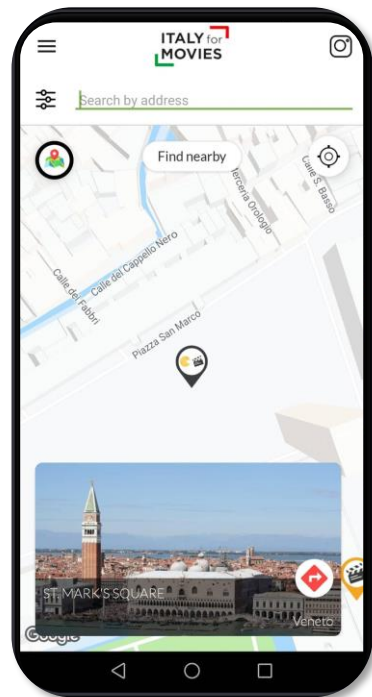 ITALY for
MOVIES
Search by address
Find nearby
Merceria Orologio
Calle S. Basso
Calle del Cappello Nero
Calle dei Fabbri
Piazza San Marco
ST. MARK'S SQUARE
Veneto
Google